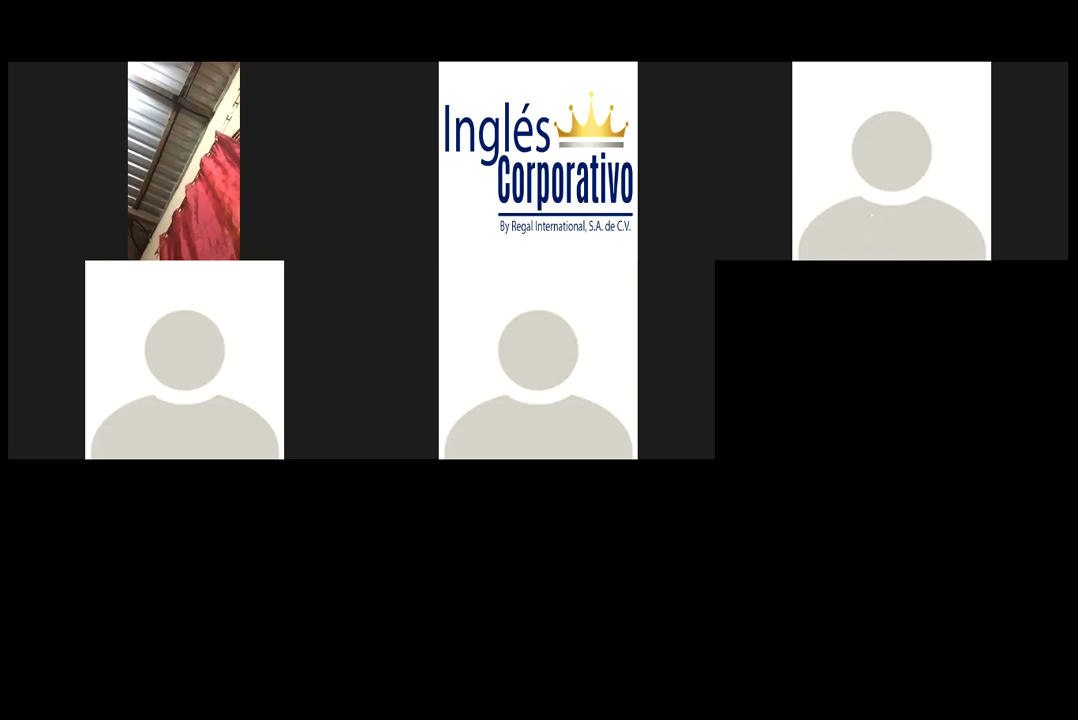 Inglés
Corporativo
By Regal International, S.A. de C.V.